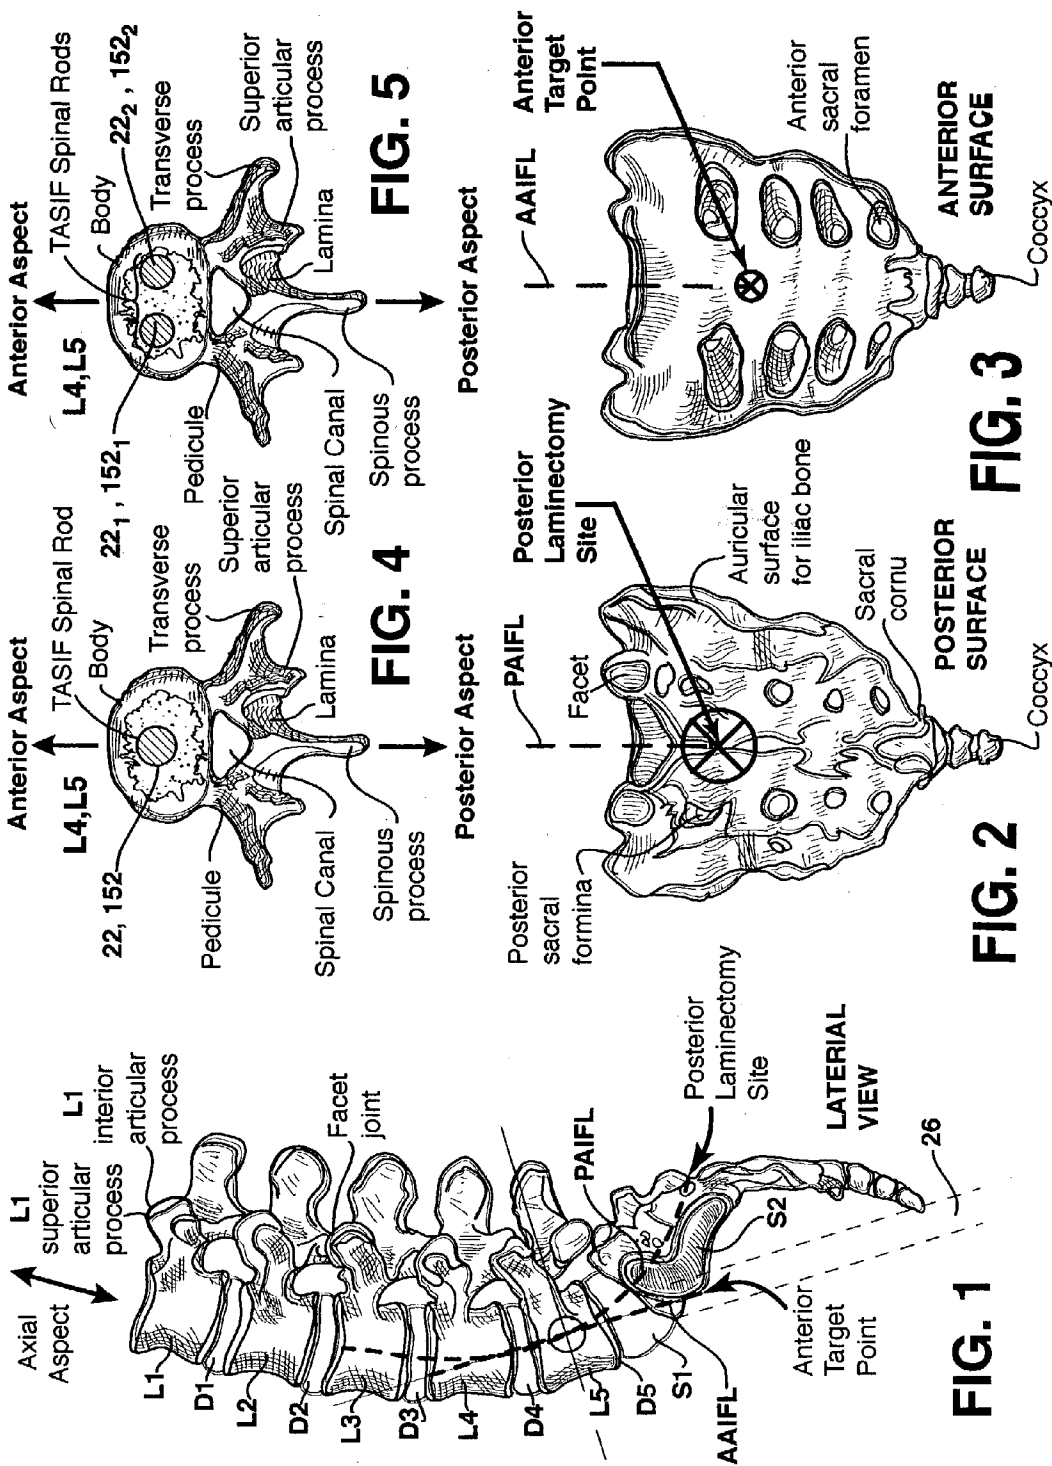 Axial
Aspect
L1
superior
articular
process
L1
interior
articular
process
L1
D1
L2
D2
L3
D3
L4
D4
L5
D5
S1
AAIFL
Facet
joint
PAIFL
Posterior
Laminectomy
Site
S2
Anterior
Target
Point
LATERIAL
VIEW
26
FIG. 1
Anterior Aspect
L4,L5
22, 152
TASIF Spinal Rod
Body
Transverse
process
Superior
articular
process
Pedicule
Lamina
Spinal Canal
Spinous
process
Posterior Aspect
FIG. 4
Anterior Aspect
L4,L5
22₁ , 152₁
TASIF Spinal Rods
Body
22₂ , 152₂
Transverse
process
Superior
articular
process
Pedicule
Lamina
Spinal Canal
Spinous
process
Posterior Aspect
FIG. 5
PAIFL
Posterior
Laminectomy
Site
Facet
Posterior
sacral
formina
Auricular
surface
for iliac bone
Sacral
cornu
POSTERIOR
SURFACE
Coccyx
FIG. 2
AAIFL
Anterior
Target
Point
Anterior
sacral
foramen
ANTERIOR
SURFACE
Coccyx
FIG. 3